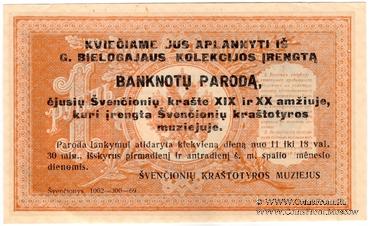 KVIEČIAME JUS APLANKYTI IŠ
G. BIELOGAJAUS KOLEKCIJOS ĮRENGTĄ
BANKNOTŲ PARODĄ,
ėjusių Švenčionių krašte XIX ir XX amžiuje,
kuri įrengta Švenčionių kraštotyros
muziejuje.
Paroda lankymui atidaryta kiekvieną dieną nuo 11 iki 18 val.
30 min., išskyrus pirmadienį ir antradienį š. m. spalio mėnesio
dienomis.
ŠVENČIONIŲ KRAŠTOTYROS MUZIEJUS
Švenčionys, 1002—300—69.